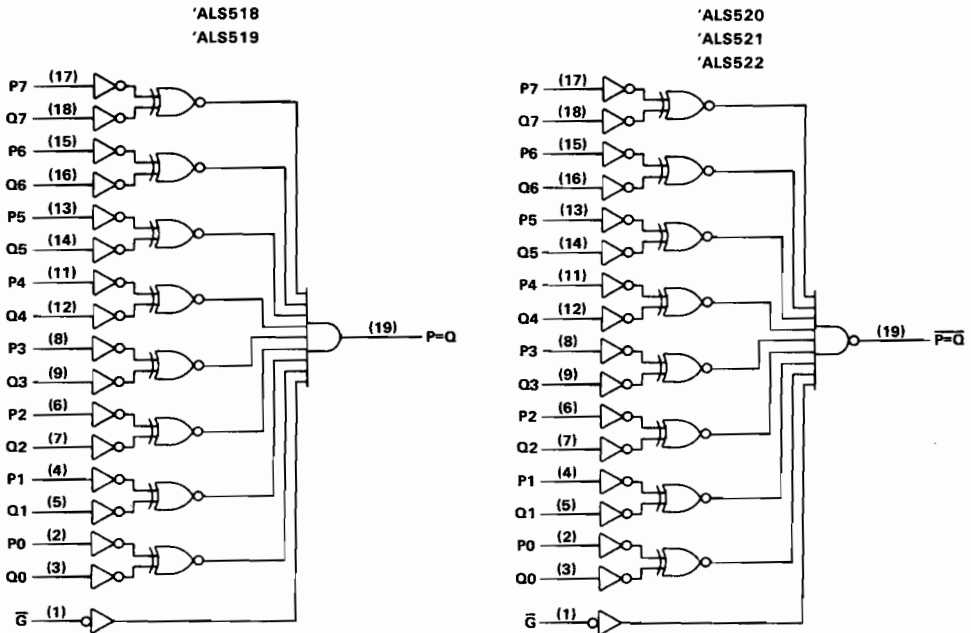 'ALS518
'ALS519
P7 (17)
Q7 (18)
P6 (15)
Q6 (16)
P5 (13)
Q5 (14)
P4 (11)
Q4 (12)
P3 (8)
Q3 (9)
P2 (6)
Q2 (7)
P1 (4)
Q1 (5)
P0 (2)
Q0 (3)
G̅ (1)
(19) P=Q
'ALS520
'ALS521
'ALS522
P7 (17)
Q7 (18)
P6 (15)
Q6 (16)
P5 (13)
Q5 (14)
P4 (11)
Q4 (12)
P3 (8)
Q3 (9)
P2 (6)
Q2 (7)
P1 (4)
Q1 (5)
P0 (2)
Q0 (3)
G̅ (1)
(19) P̅=̅Q̅